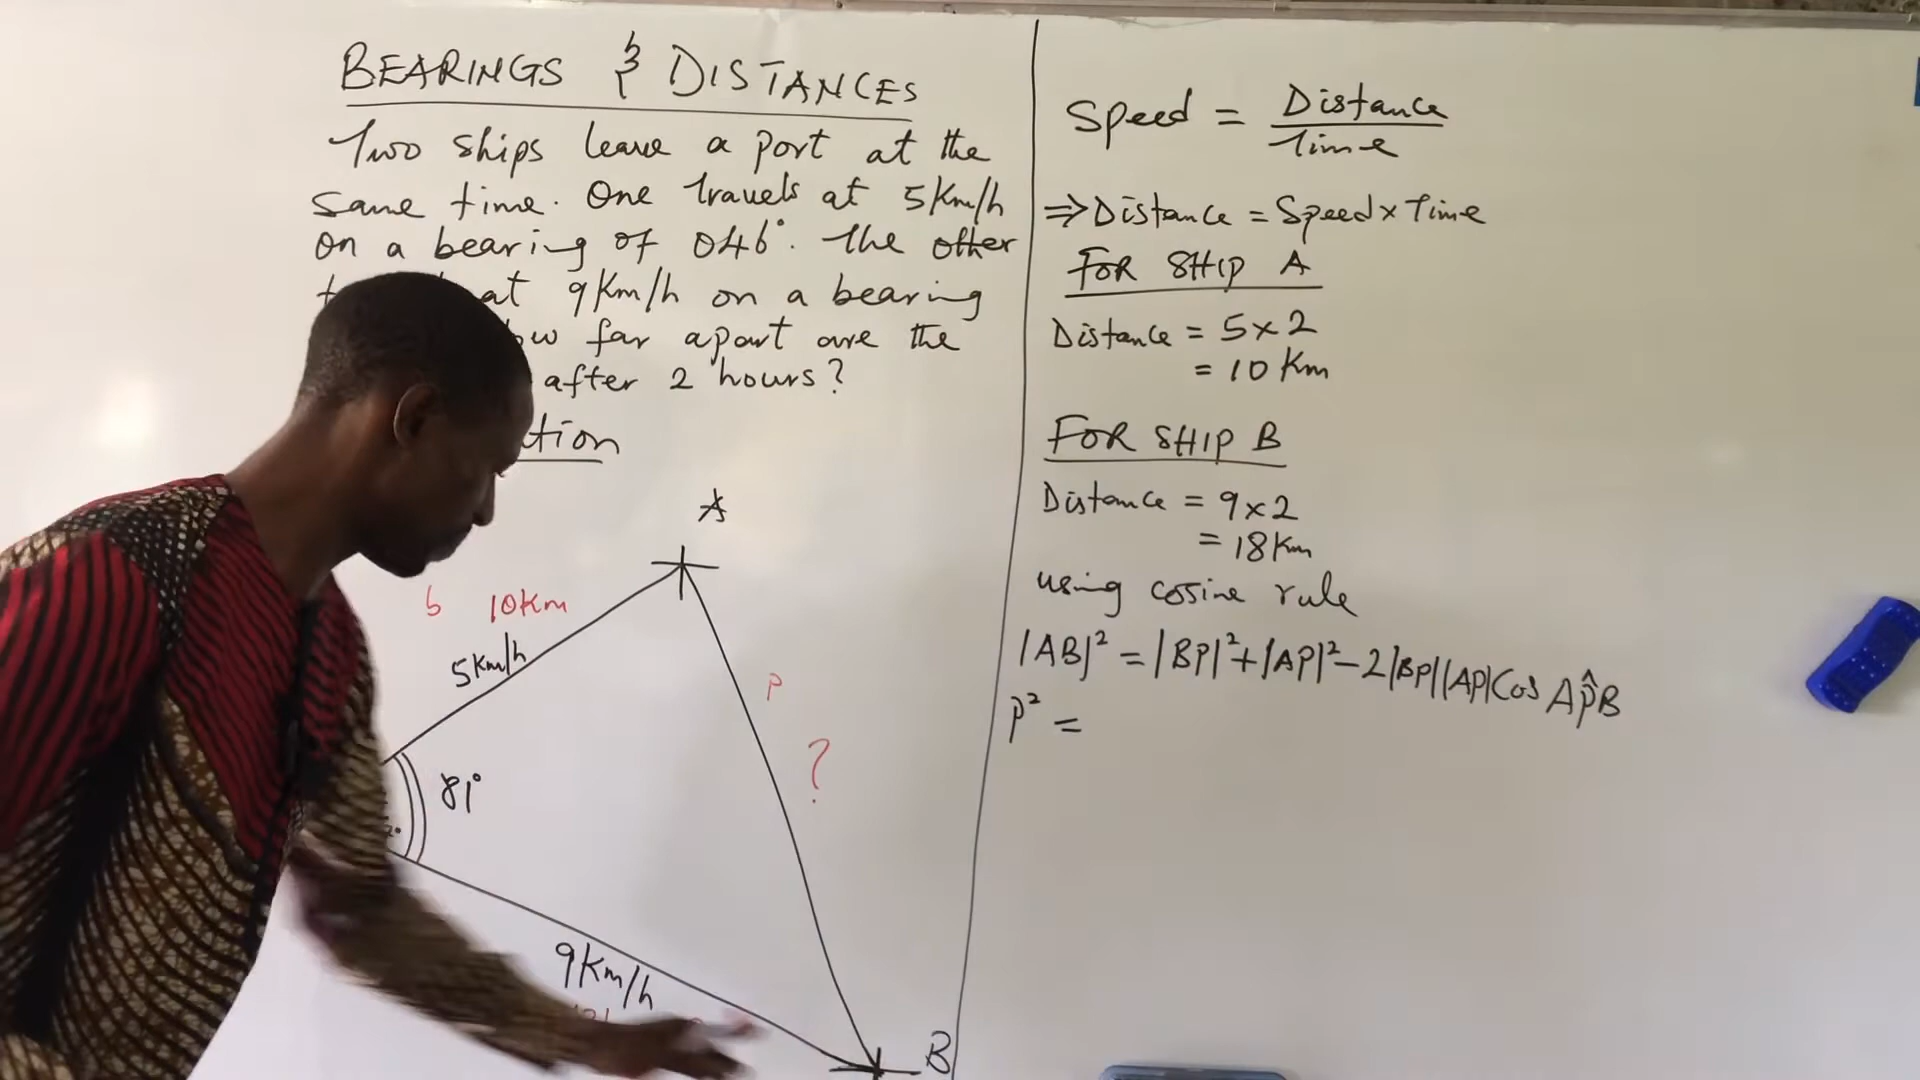 BEARINGS & DISTANCES
Two ships leave a port at the
same time. One travels at 5Km/h
on a bearing of 046°. The other
at 9Km/h on a bearing
far apart are the
after 2 hours?
A
b 10Km
5Km/h
P
?
81°
9Km/h
B
Speed = Distance / Time
⇒ Distance = Speed × Time
FOR SHIP A
Distance = 5 × 2
= 10 Km
FOR SHIP B
Distance = 9 × 2
= 18 Km
using cosine rule
|AB|² = |BP|² + |AP|² - 2|BP||AP|Cos AP̂B
P² =